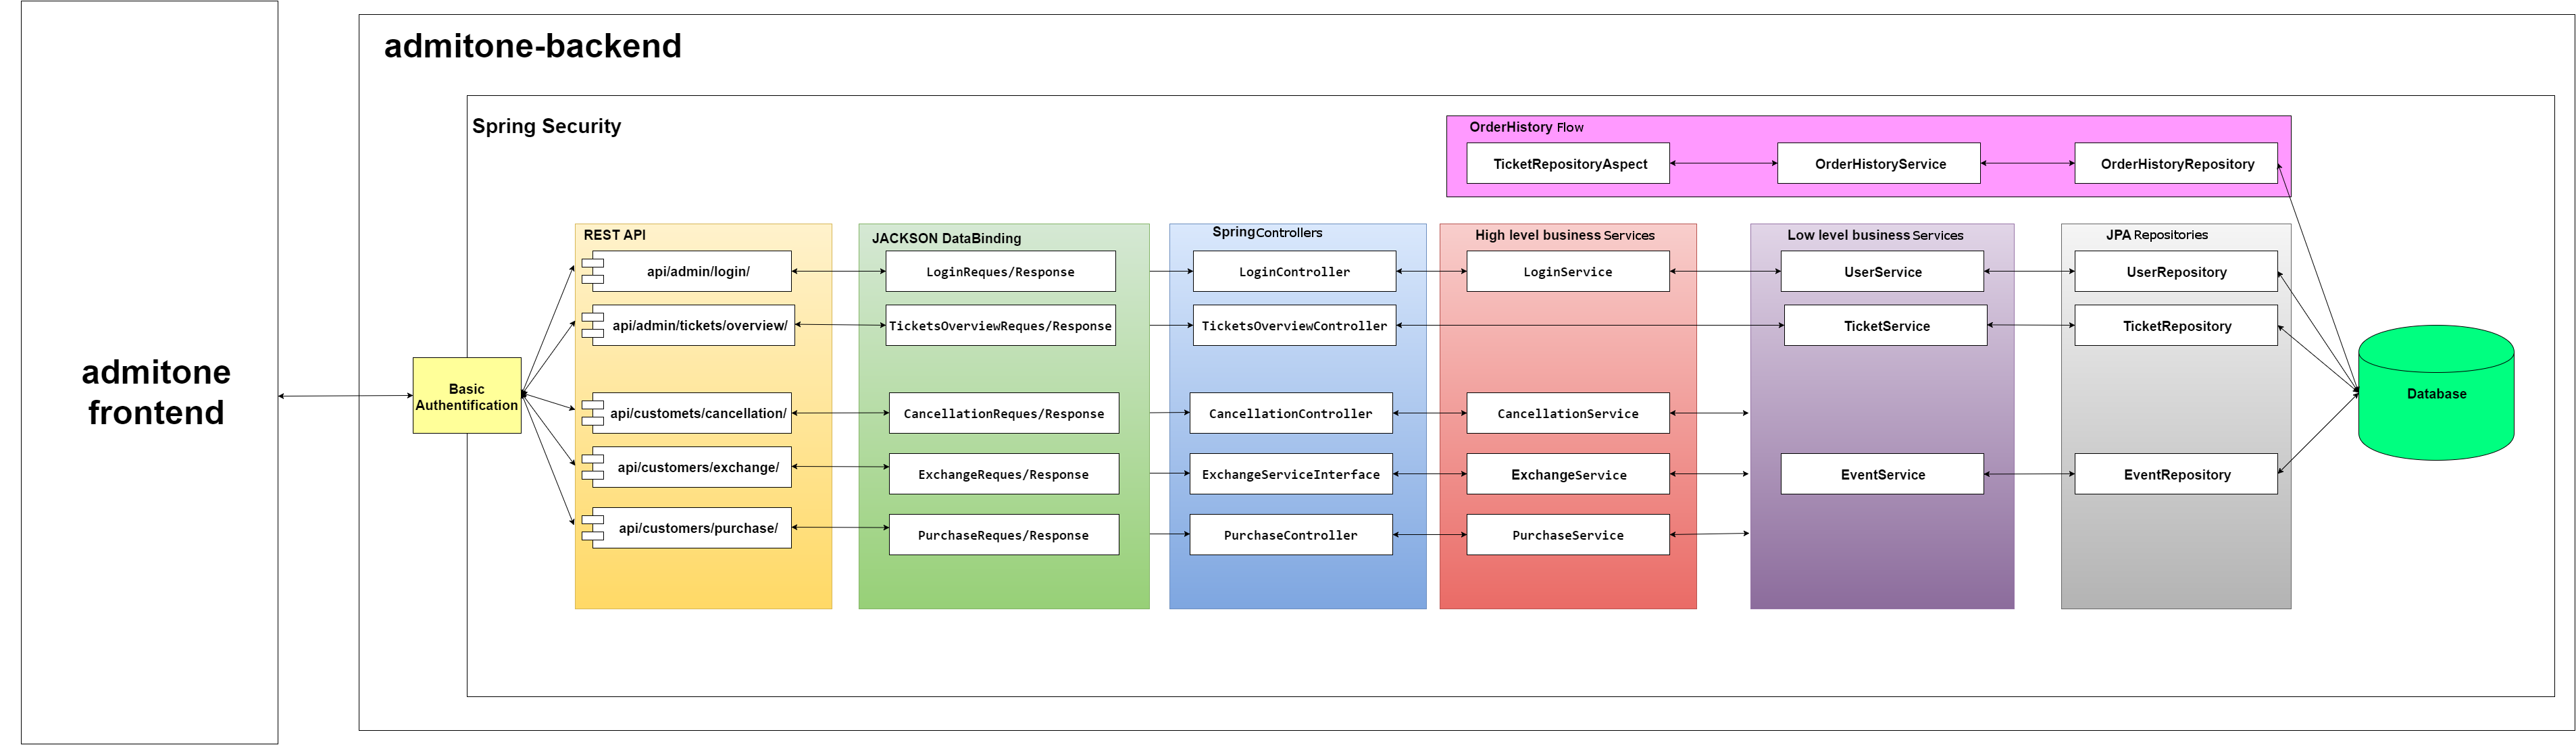 admitone
frontend
admitone-backend
Spring Security
Basic
Authentification
OrderHistory Flow
TicketRepositoryAspect
OrderHistoryService
OrderHistoryRepository
REST API
api/admin/login/
api/admin/tickets/overview/
api/customets/cancellation/
api/customers/exchange/
api/customers/purchase/
JACKSON DataBinding
LoginReques/Response
TicketsOverviewReques/Response
CancellationReques/Response
ExchangeReques/Response
PurchaseReques/Response
Spring Controllers
LoginController
TicketsOverviewController
CancellationController
ExchangeServiceInterface
PurchaseController
High level business Services
LoginService
CancellationService
ExchangeService
PurchaseService
Low level business Services
UserService
TicketService
EventService
JPA Repositories
UserRepository
TicketRepository
EventRepository
Database